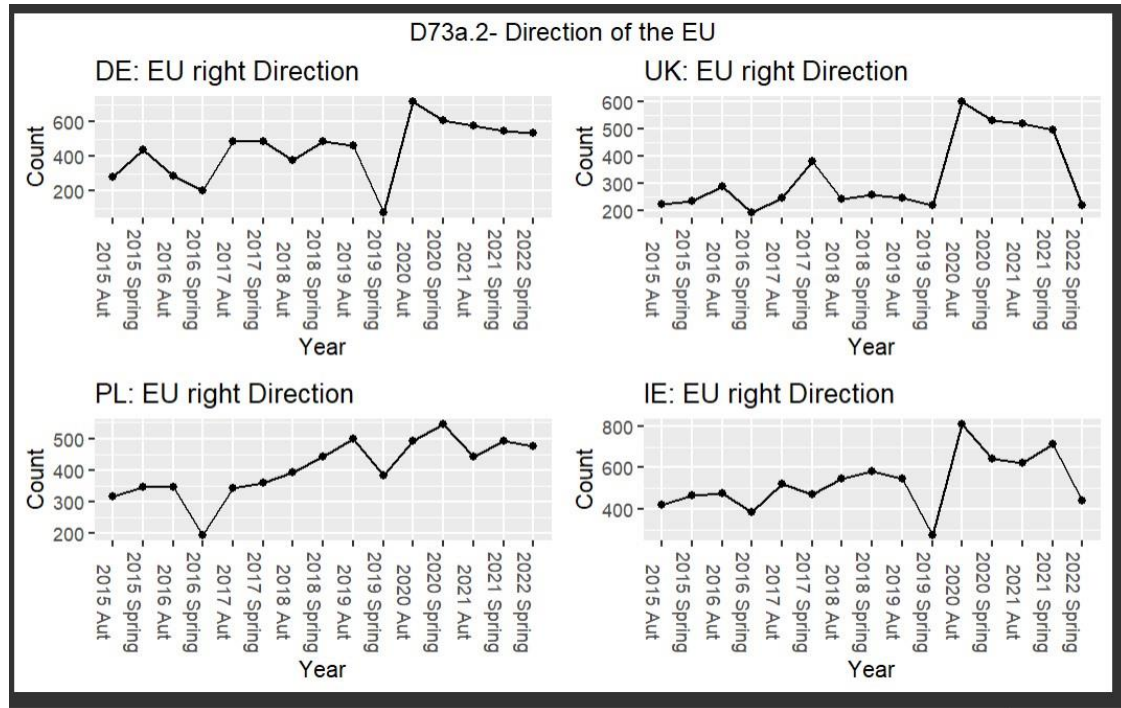 D73a.2- Direction of the EU
DE: EU right Direction
Count
600
400
200
2015 Aut
2015 Spring
2016 Aut
2016 Spring
2017 Aut
2017 Spring
2018 Aut
2018 Spring
2019 Aut
2019 Spring
2020 Aut
2020 Spring
2021 Aut
2021 Spring
2022 Spring
Year
UK: EU right Direction
Count
600
500
400
300
200
2015 Aut
2015 Spring
2016 Aut
2016 Spring
2017 Aut
2017 Spring
2018 Aut
2018 Spring
2019 Aut
2019 Spring
2020 Aut
2020 Spring
2021 Aut
2021 Spring
2022 Spring
Year
PL: EU right Direction
Count
500
400
300
200
2015 Aut
2015 Spring
2016 Aut
2016 Spring
2017 Aut
2017 Spring
2018 Aut
2018 Spring
2019 Aut
2019 Spring
2020 Aut
2020 Spring
2021 Aut
2021 Spring
2022 Spring
Year
IE: EU right Direction
Count
800
600
400
2015 Aut
2015 Spring
2016 Aut
2016 Spring
2017 Aut
2017 Spring
2018 Aut
2018 Spring
2019 Aut
2019 Spring
2020 Aut
2020 Spring
2021 Aut
2021 Spring
2022 Spring
Year